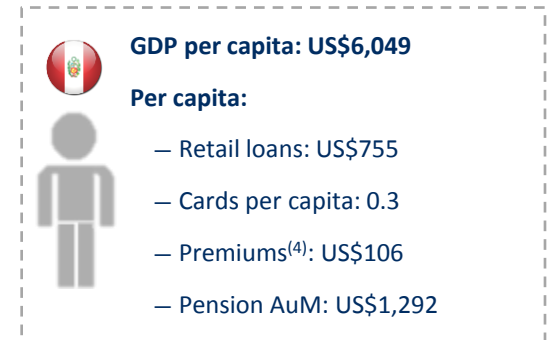 GDP per capita: US$6,049
Per capita:
— Retail loans: US$755
— Cards per capita: 0.3
— Premiums(4): US$106
— Pension AuM: US$1,292